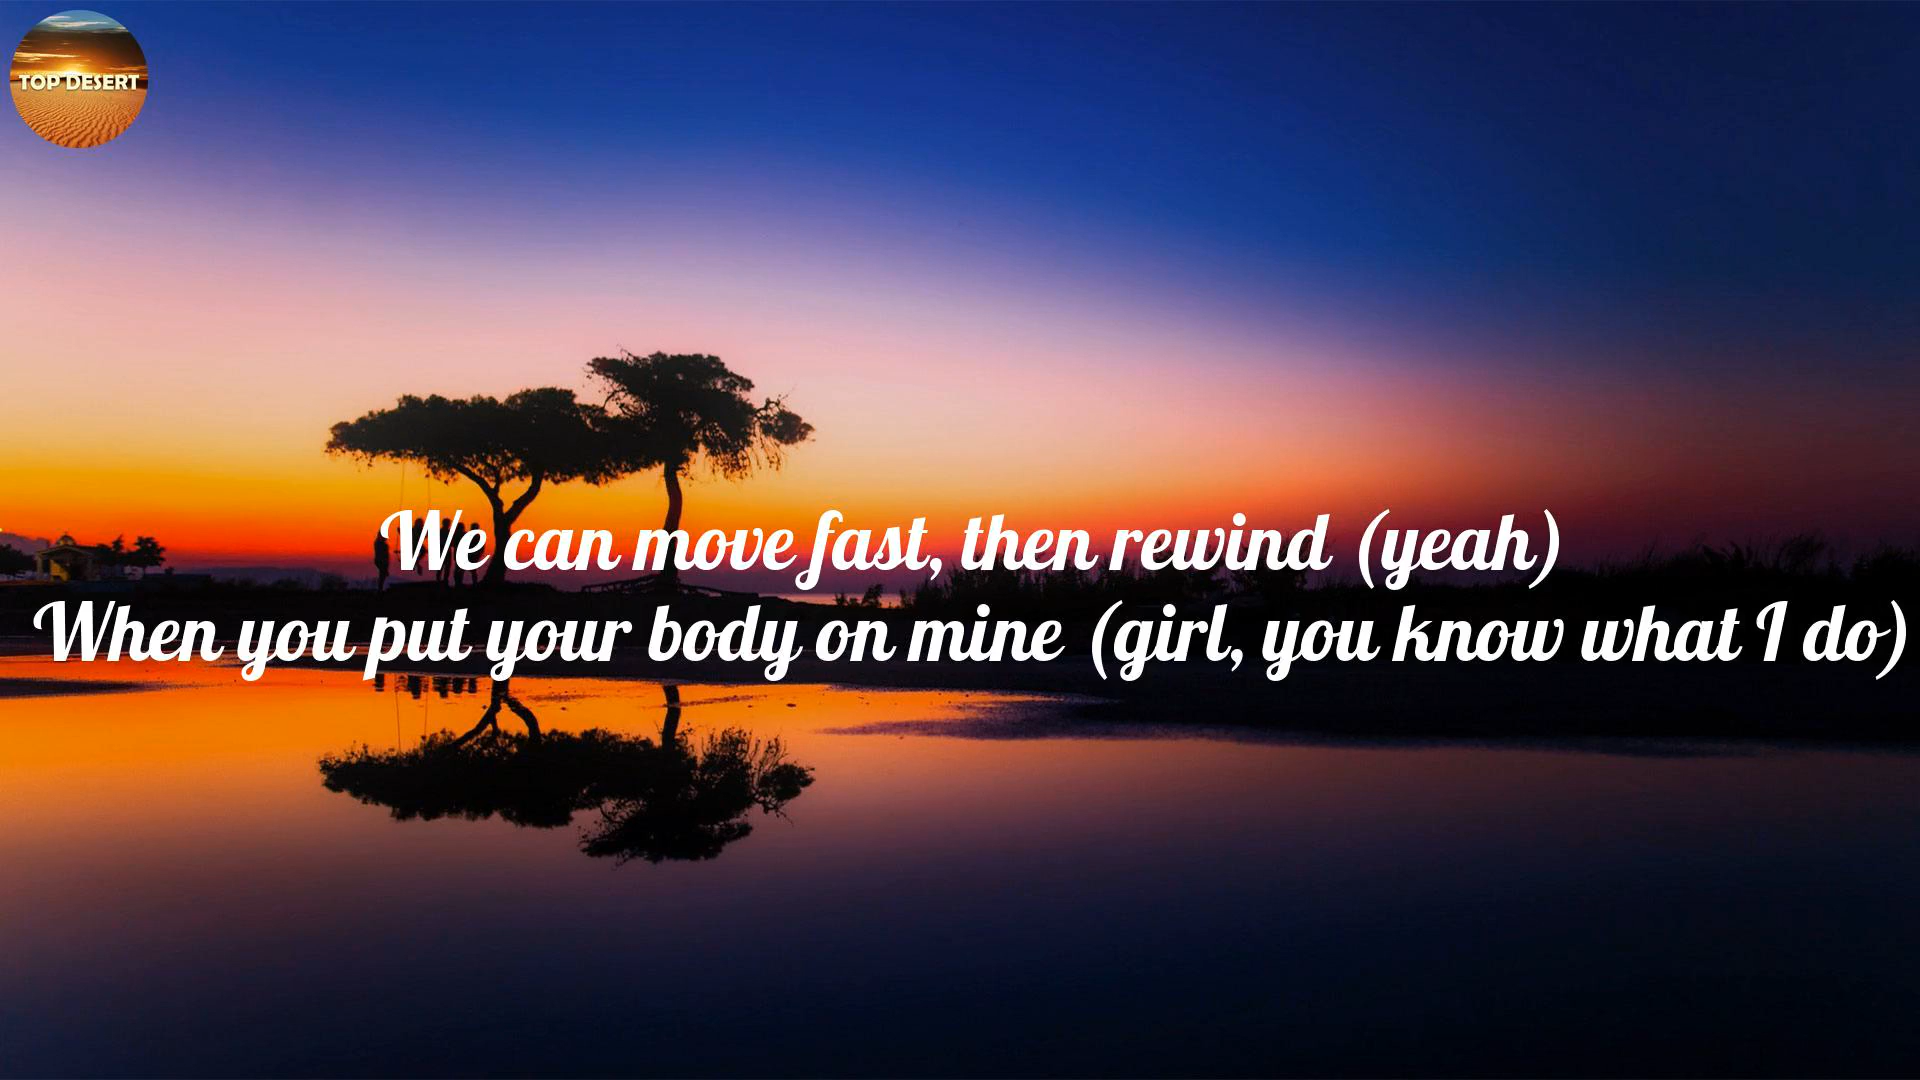 TOP DESERT
We can move fast, then rewind (yeah)
When you put your body on mine (girl, you know what I do)